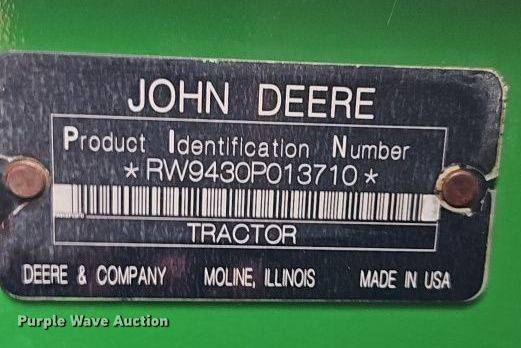 JOHN DEERE
Product Identification Number
*RW9430P013710*
TRACTOR
DEERE & COMPANY MOLINE, ILLINOIS MADE IN USA
Purple Wave Auction